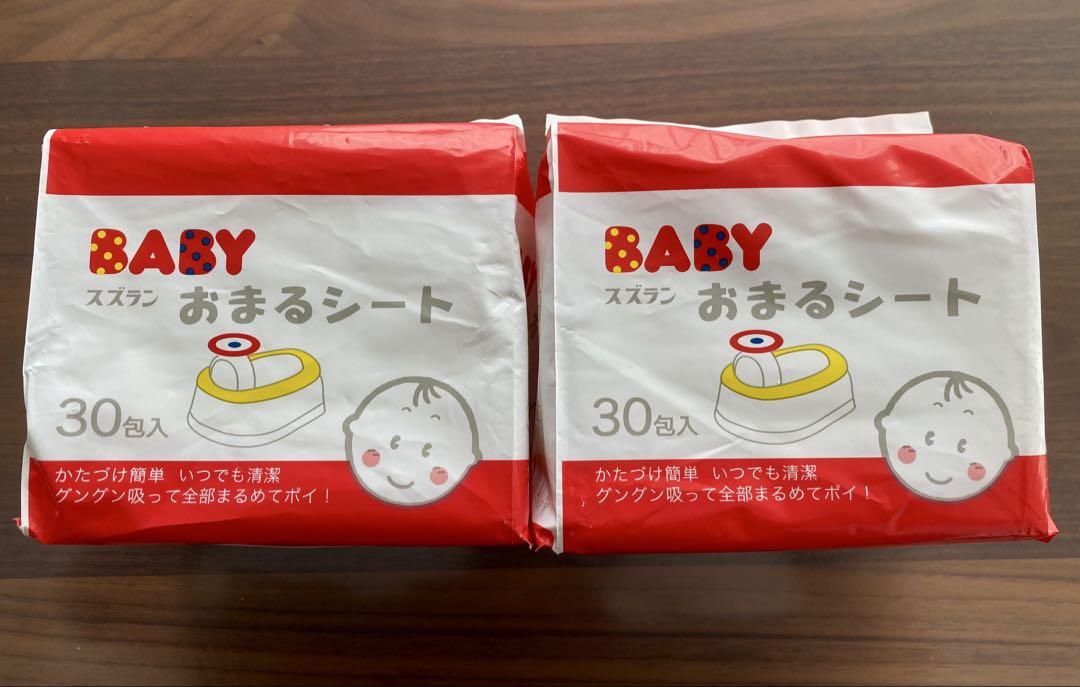 BABY
スズラン おまるシート
30包入
かたづけ簡単 いつでも清潔
グングン吸って全部まるめてポイ！
BABY
スズラン おまるシート
30包入
かたづけ簡単 いつでも清潔
グングン吸って全部まるめてポイ！